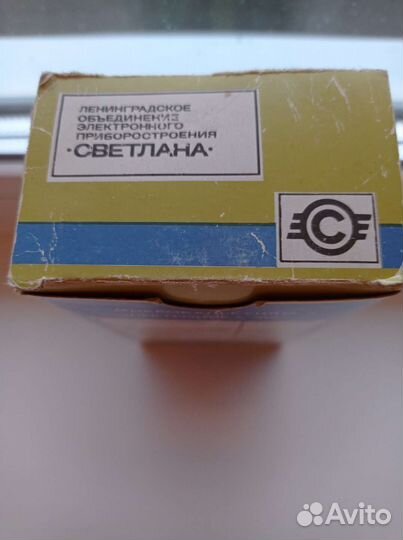 ЛЕНИНГРАДСКОЕ
ОБЪЕДИНЕНИЕ
ЭЛЕКТРОННОГО
ПРИБОРОСТРОЕНИЯ
·СВЕТЛАНА·
С
Avito